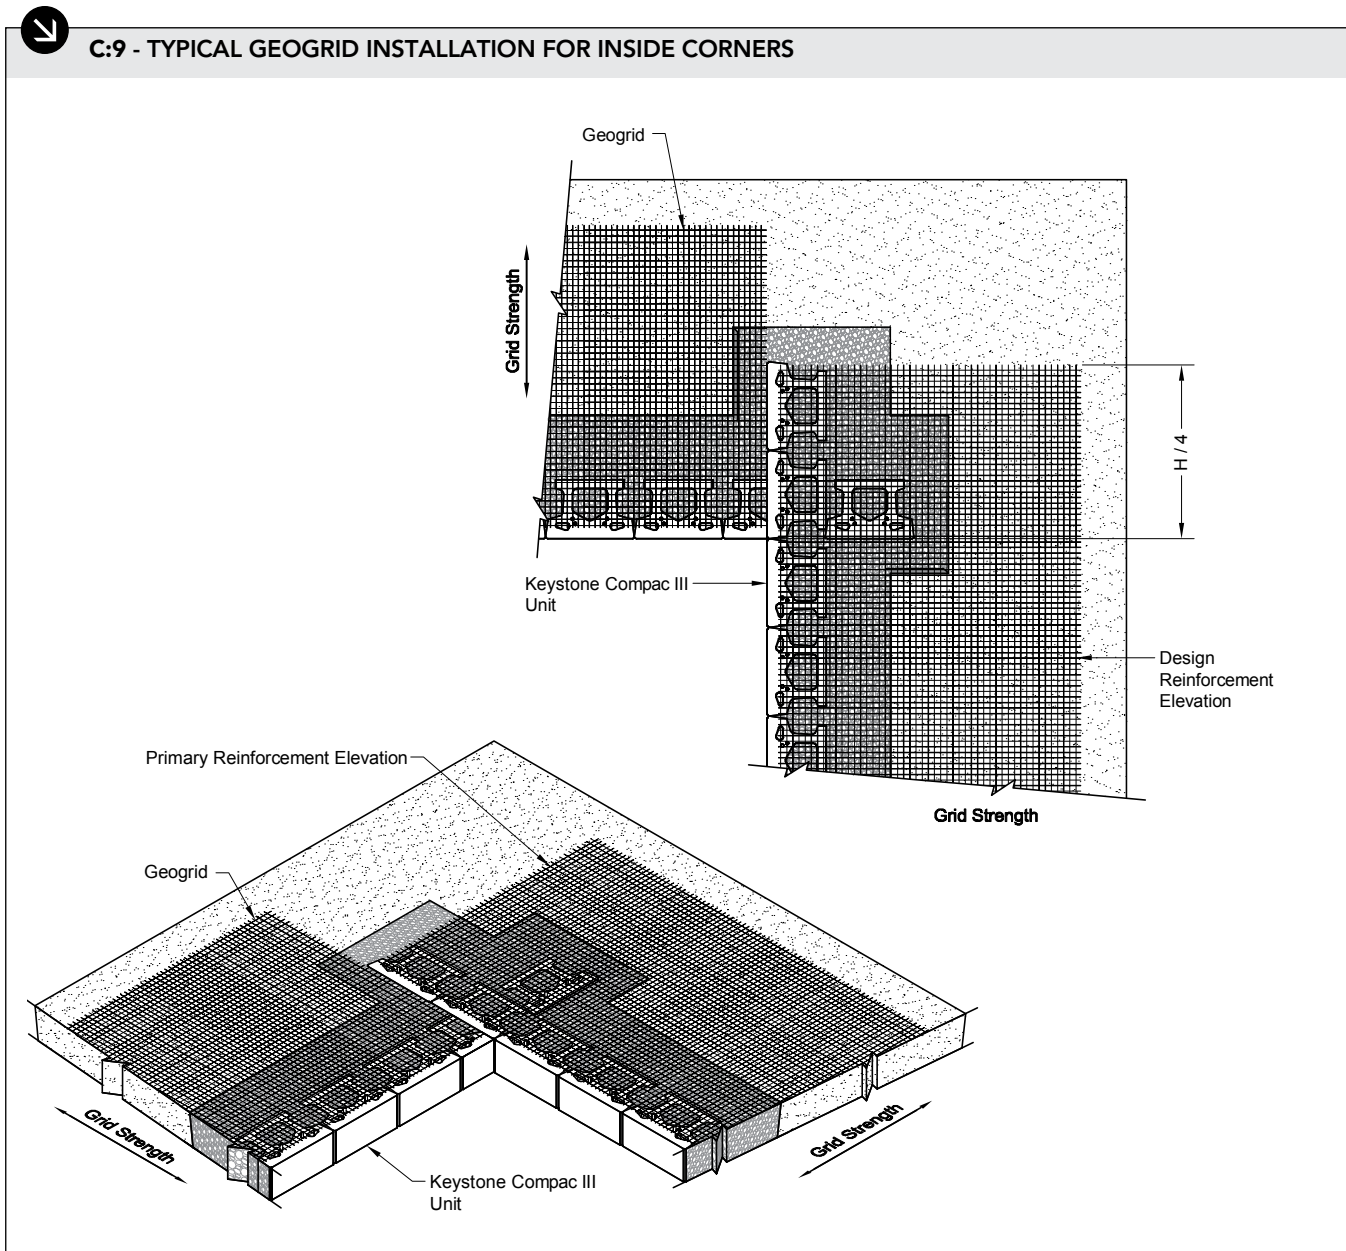 C:9 - TYPICAL GEOGRID INSTALLATION FOR INSIDE CORNERS
Geogrid
Grid Strength
H / 4
Keystone Compac III
Unit
Design
Reinforcement
Elevation
Grid Strength
Primary Reinforcement Elevation
Geogrid
Grid Strength
Grid Strength
Keystone Compac III
Unit